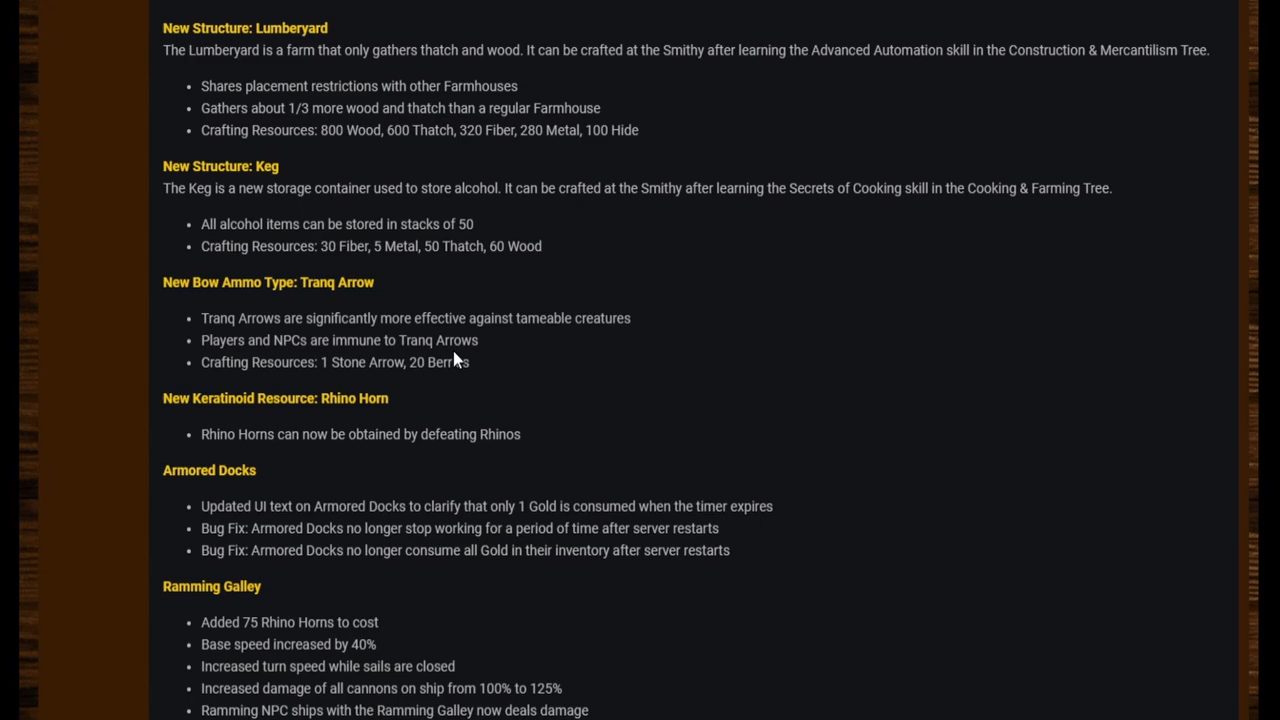 New Structure: Lumberyard
The Lumberyard is a farm that only gathers thatch and wood. It can be crafted at the Smithy after learning the Advanced Automation skill in the Construction & Mercantilism Tree.
• Shares placement restrictions with other Farmhouses
• Gathers about 1/3 more wood and thatch than a regular Farmhouse
• Crafting Resources: 800 Wood, 600 Thatch, 320 Fiber, 280 Metal, 100 Hide
New Structure: Keg
The Keg is a new storage container used to store alcohol. It can be crafted at the Smithy after learning the Secrets of Cooking skill in the Cooking & Farming Tree.
• All alcohol items can be stored in stacks of 50
• Crafting Resources: 30 Fiber, 5 Metal, 50 Thatch, 60 Wood
New Bow Ammo Type: Tranq Arrow
• Tranq Arrows are significantly more effective against tameable creatures
• Players and NPCs are immune to Tranq Arrows
• Crafting Resources: 1 Stone Arrow, 20 Berries
New Keratinoid Resource: Rhino Horn
• Rhino Horns can now be obtained by defeating Rhinos
Armored Docks
• Updated UI text on Armored Docks to clarify that only 1 Gold is consumed when the timer expires
• Bug Fix: Armored Docks no longer stop working for a period of time after server restarts
• Bug Fix: Armored Docks no longer consume all Gold in their inventory after server restarts
Ramming Galley
• Added 75 Rhino Horns to cost
• Base speed increased by 40%
• Increased turn speed while sails are closed
• Increased damage of all cannons on ship from 100% to 125%
• Ramming NPC ships with the Ramming Galley now deals damage